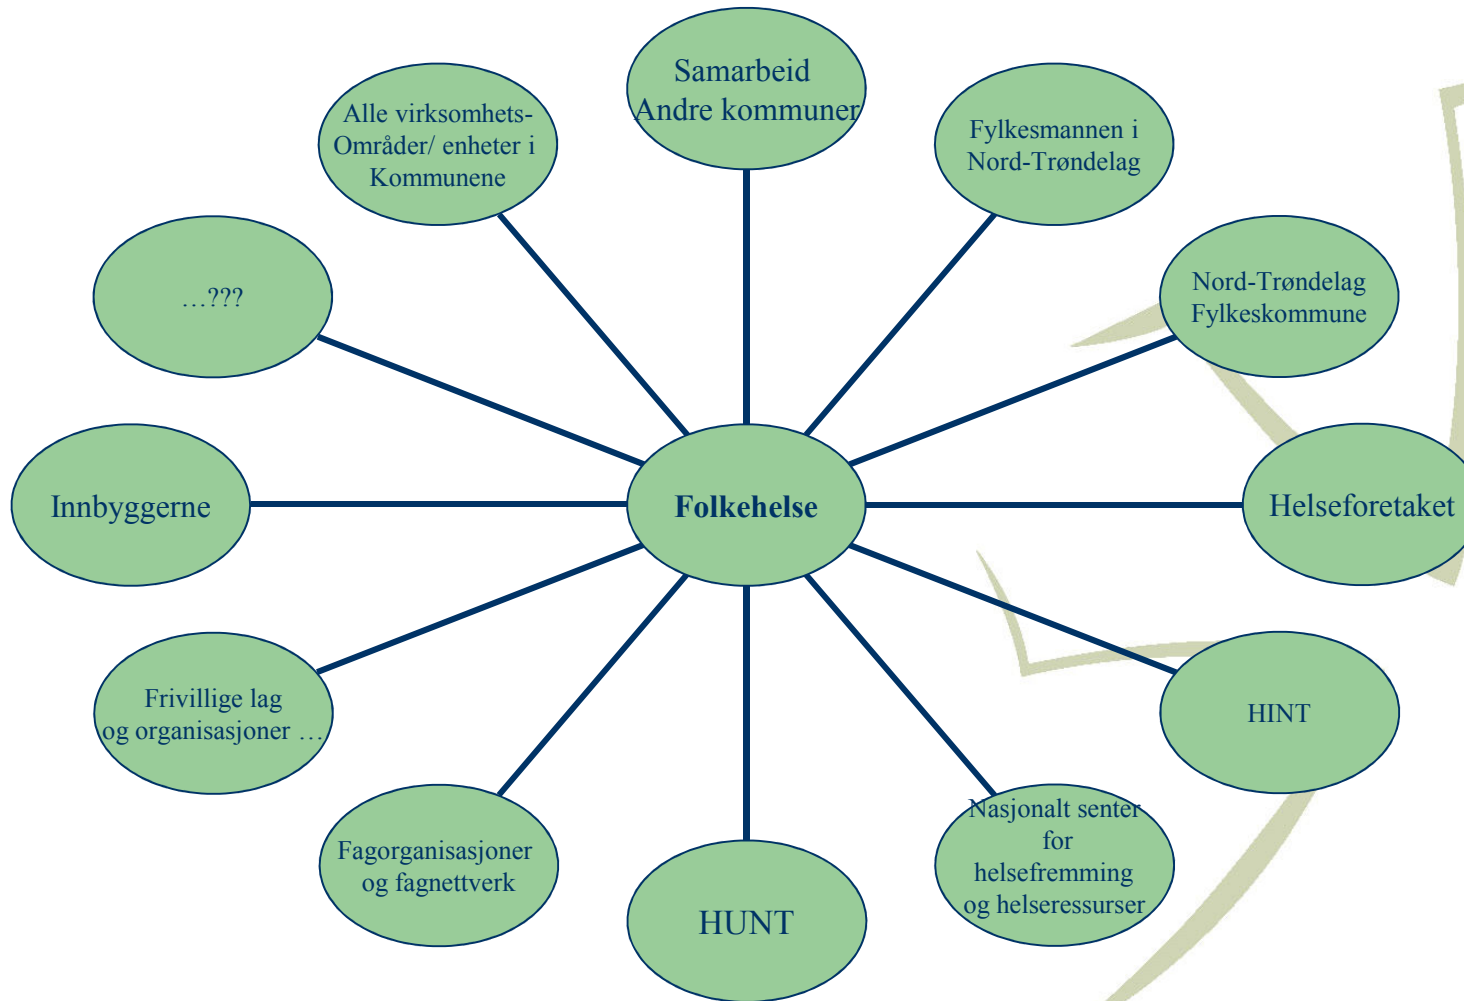 Samarbeid
Andre kommuner
Alle virksomhets-
Områder/ enheter i
Kommunene
Fylkesmannen i
Nord-Trøndelag
…???
Nord-Trøndelag
Fylkeskommune
Innbyggerne
Folkehelse
Helseforetaket
Frivillige lag
og organisasjoner …
HINT
Fagorganisasjoner
og fagnettverk
HUNT
Nasjonalt senter
for
helsefremming
og helseressurser